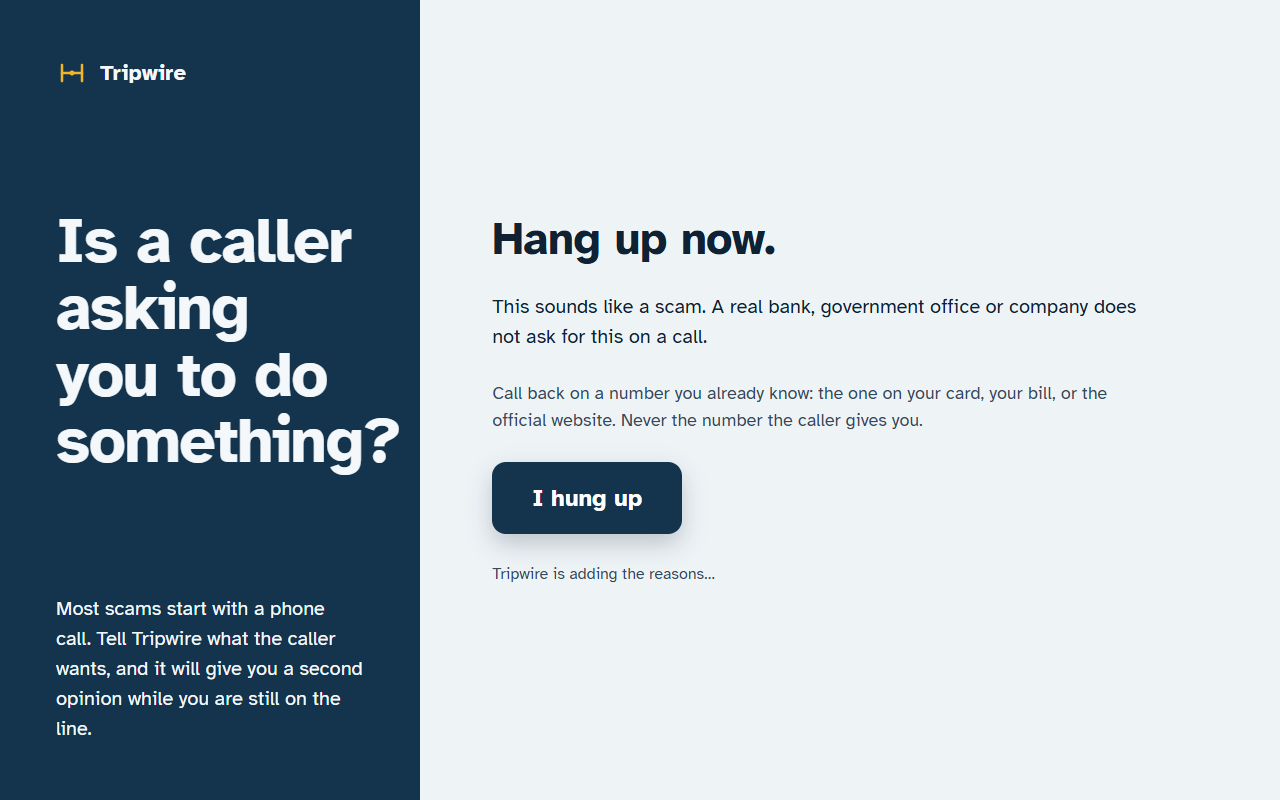 Tripwire
Is a caller
asking
you to do
something?
Most scams start with a phone
call. Tell Tripwire what the caller
wants, and it will give you a second
opinion while you are still on the
line.
Hang up now.
This sounds like a scam. A real bank, government office or company does
not ask for this on a call.
Call back on a number you already know: the one on your card, your bill, or the
official website. Never the number the caller gives you.
I hung up
Tripwire is adding the reasons...